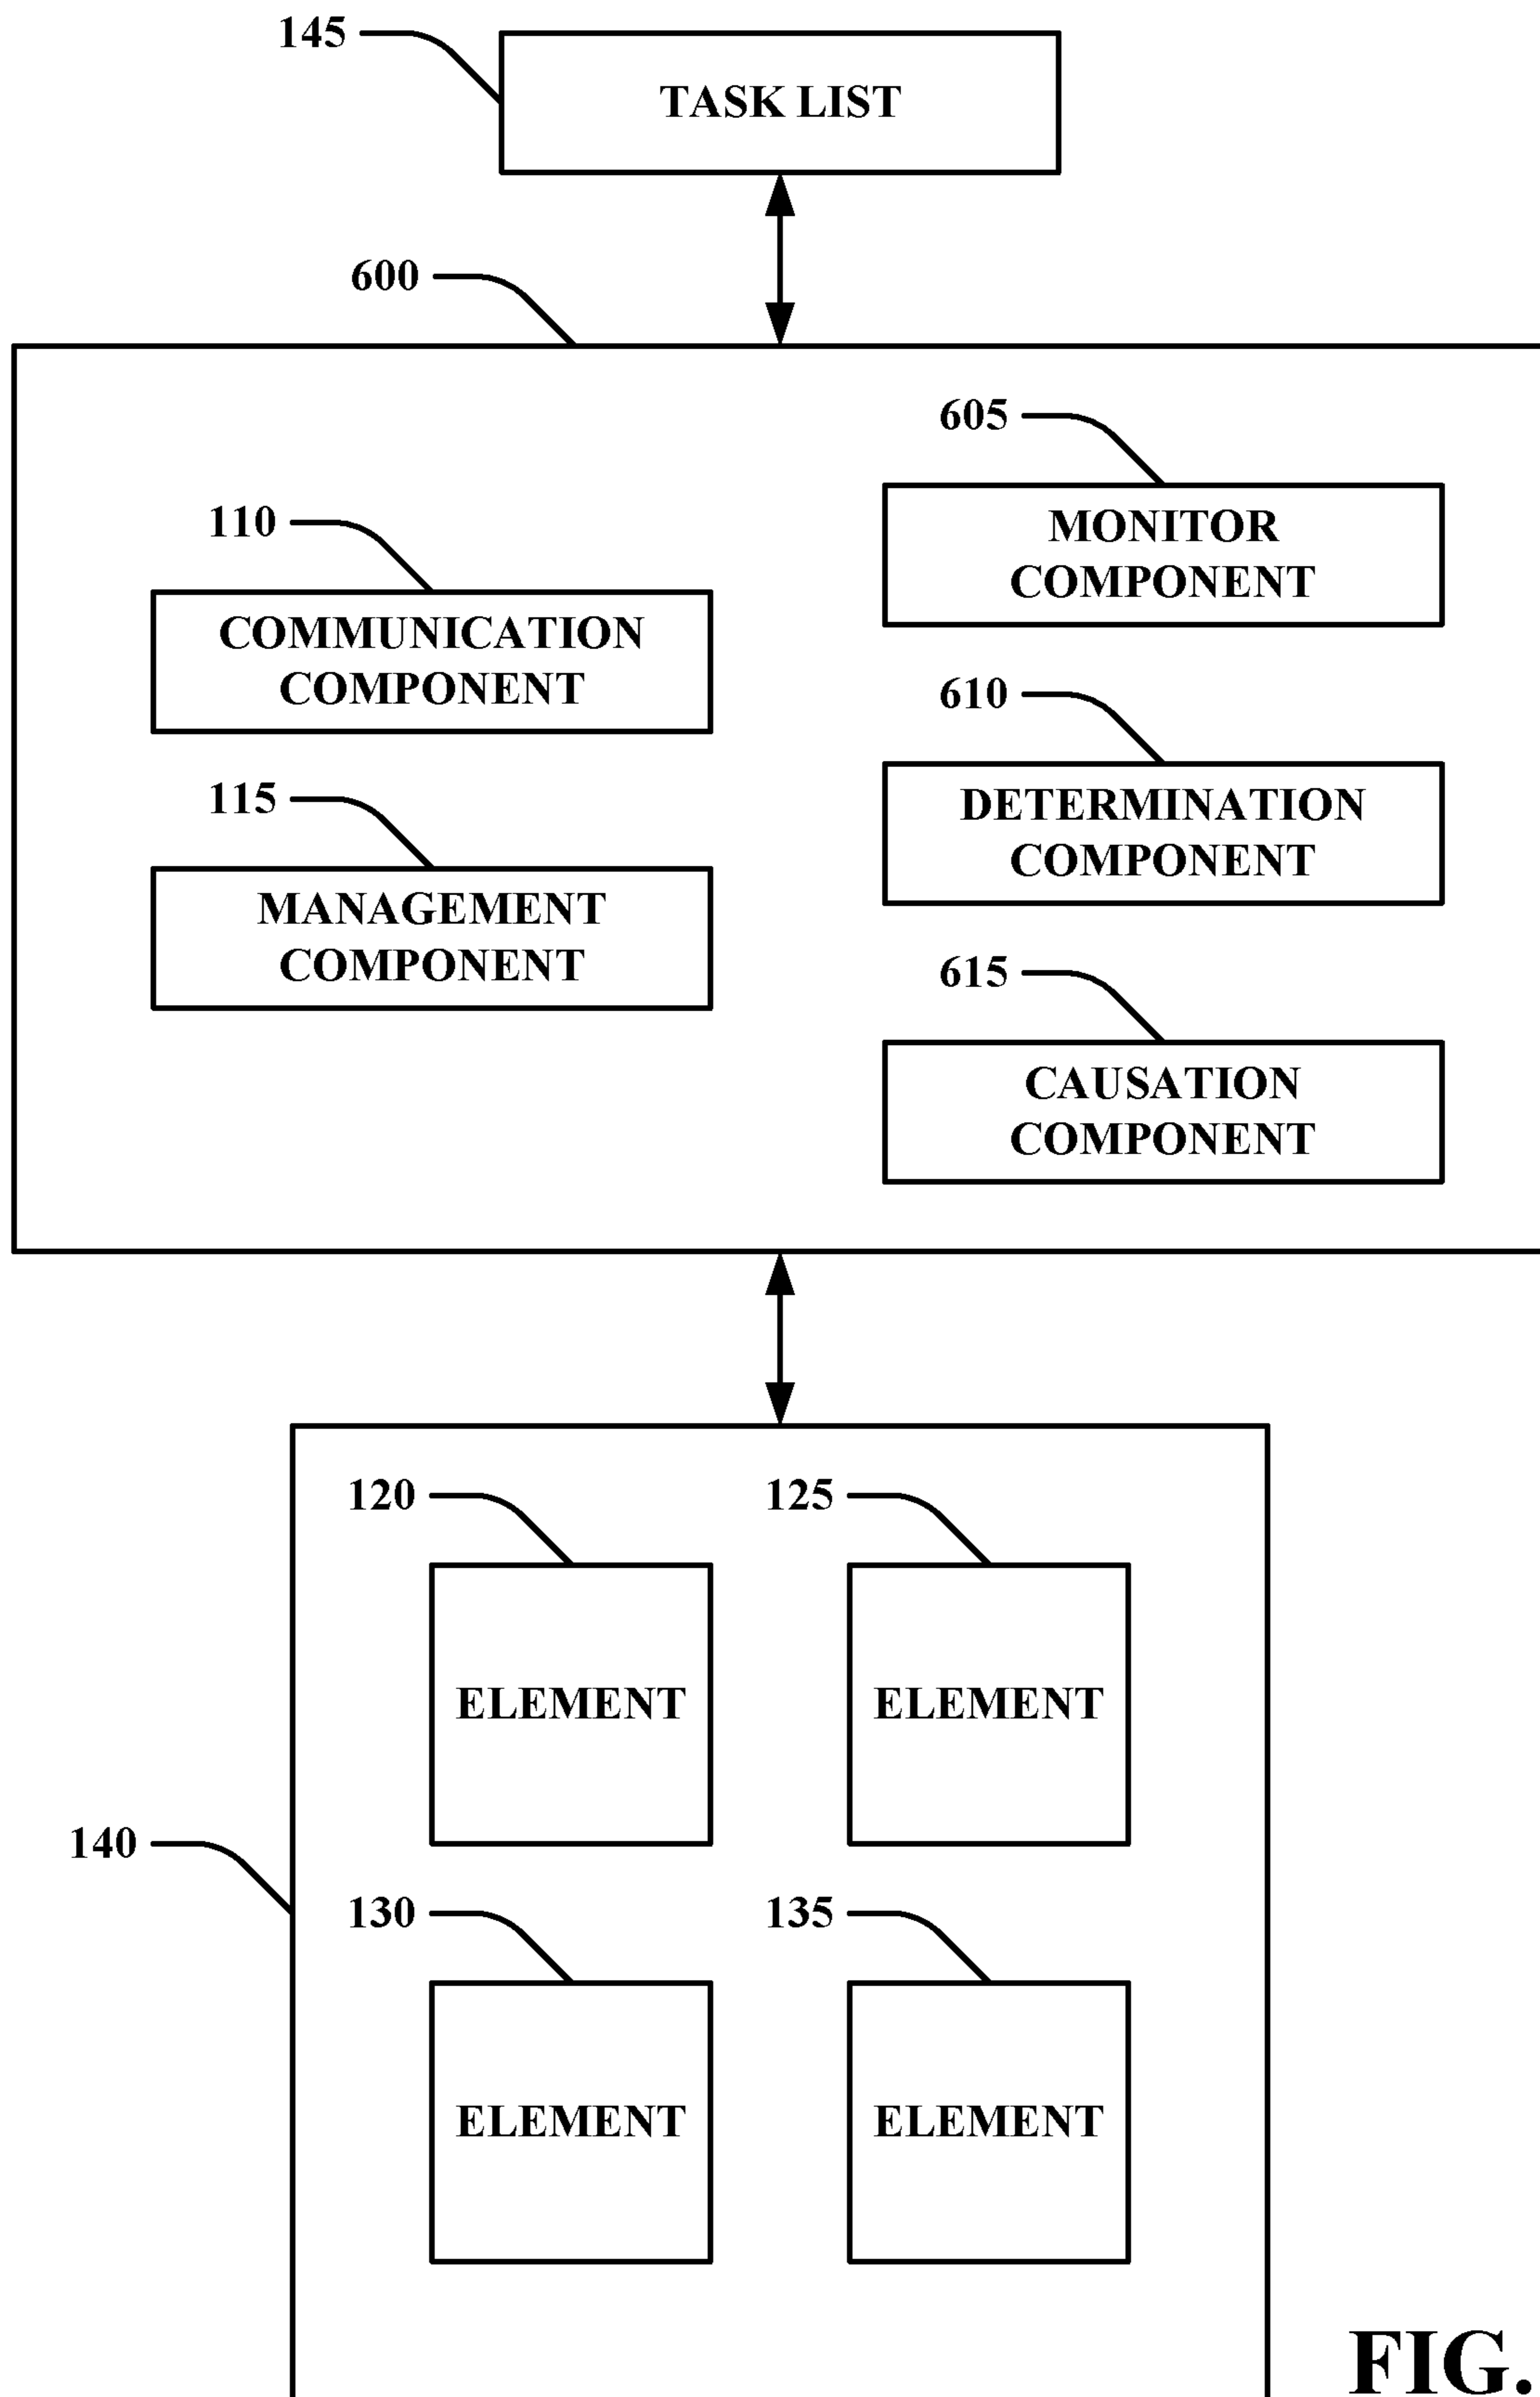 145
TASK LIST
600
605
MONITOR
COMPONENT
110
COMMUNICATION
COMPONENT
610
DETERMINATION
COMPONENT
115
MANAGEMENT
COMPONENT
615
CAUSATION
COMPONENT
120
125
ELEMENT
ELEMENT
140
130
135
ELEMENT
ELEMENT
FIG.